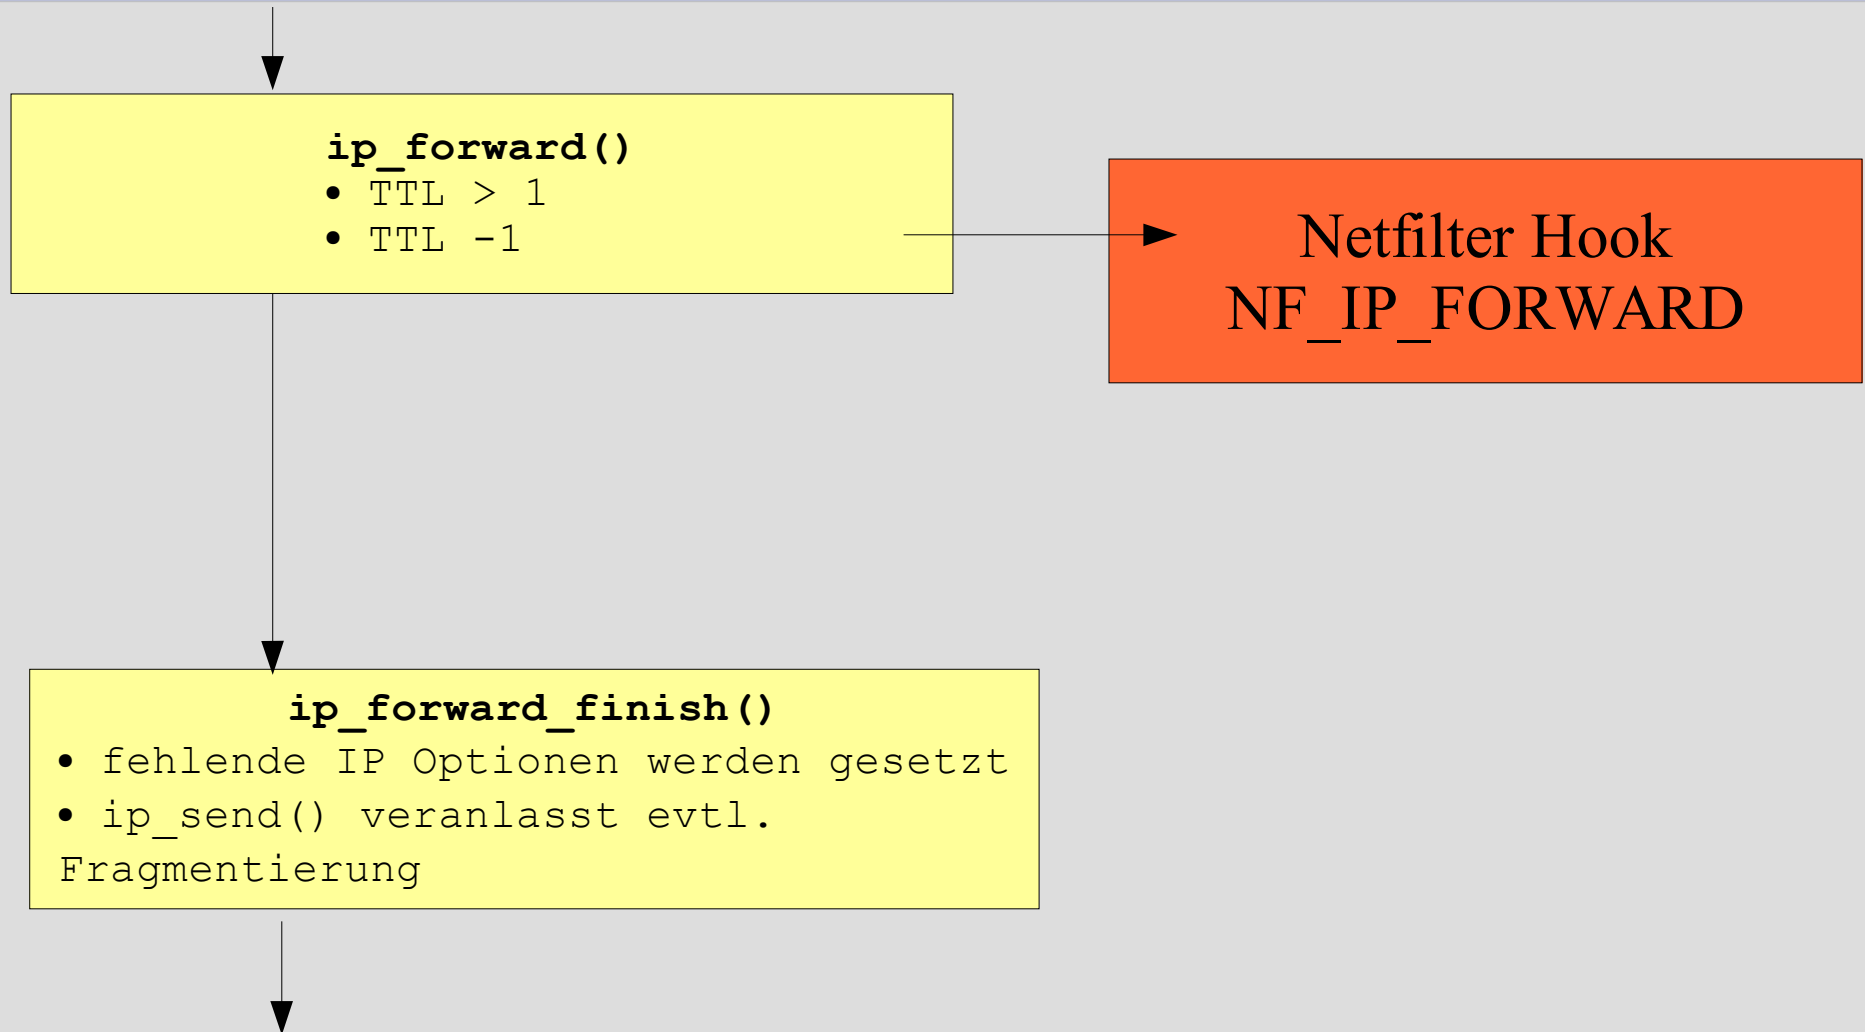 ip_forward()
• TTL > 1
• TTL -1
Netfilter Hook
NF_IP_FORWARD
ip_forward_finish()
• fehlende IP Optionen werden gesetzt
• ip_send() veranlasst evtl.
Fragmentierung